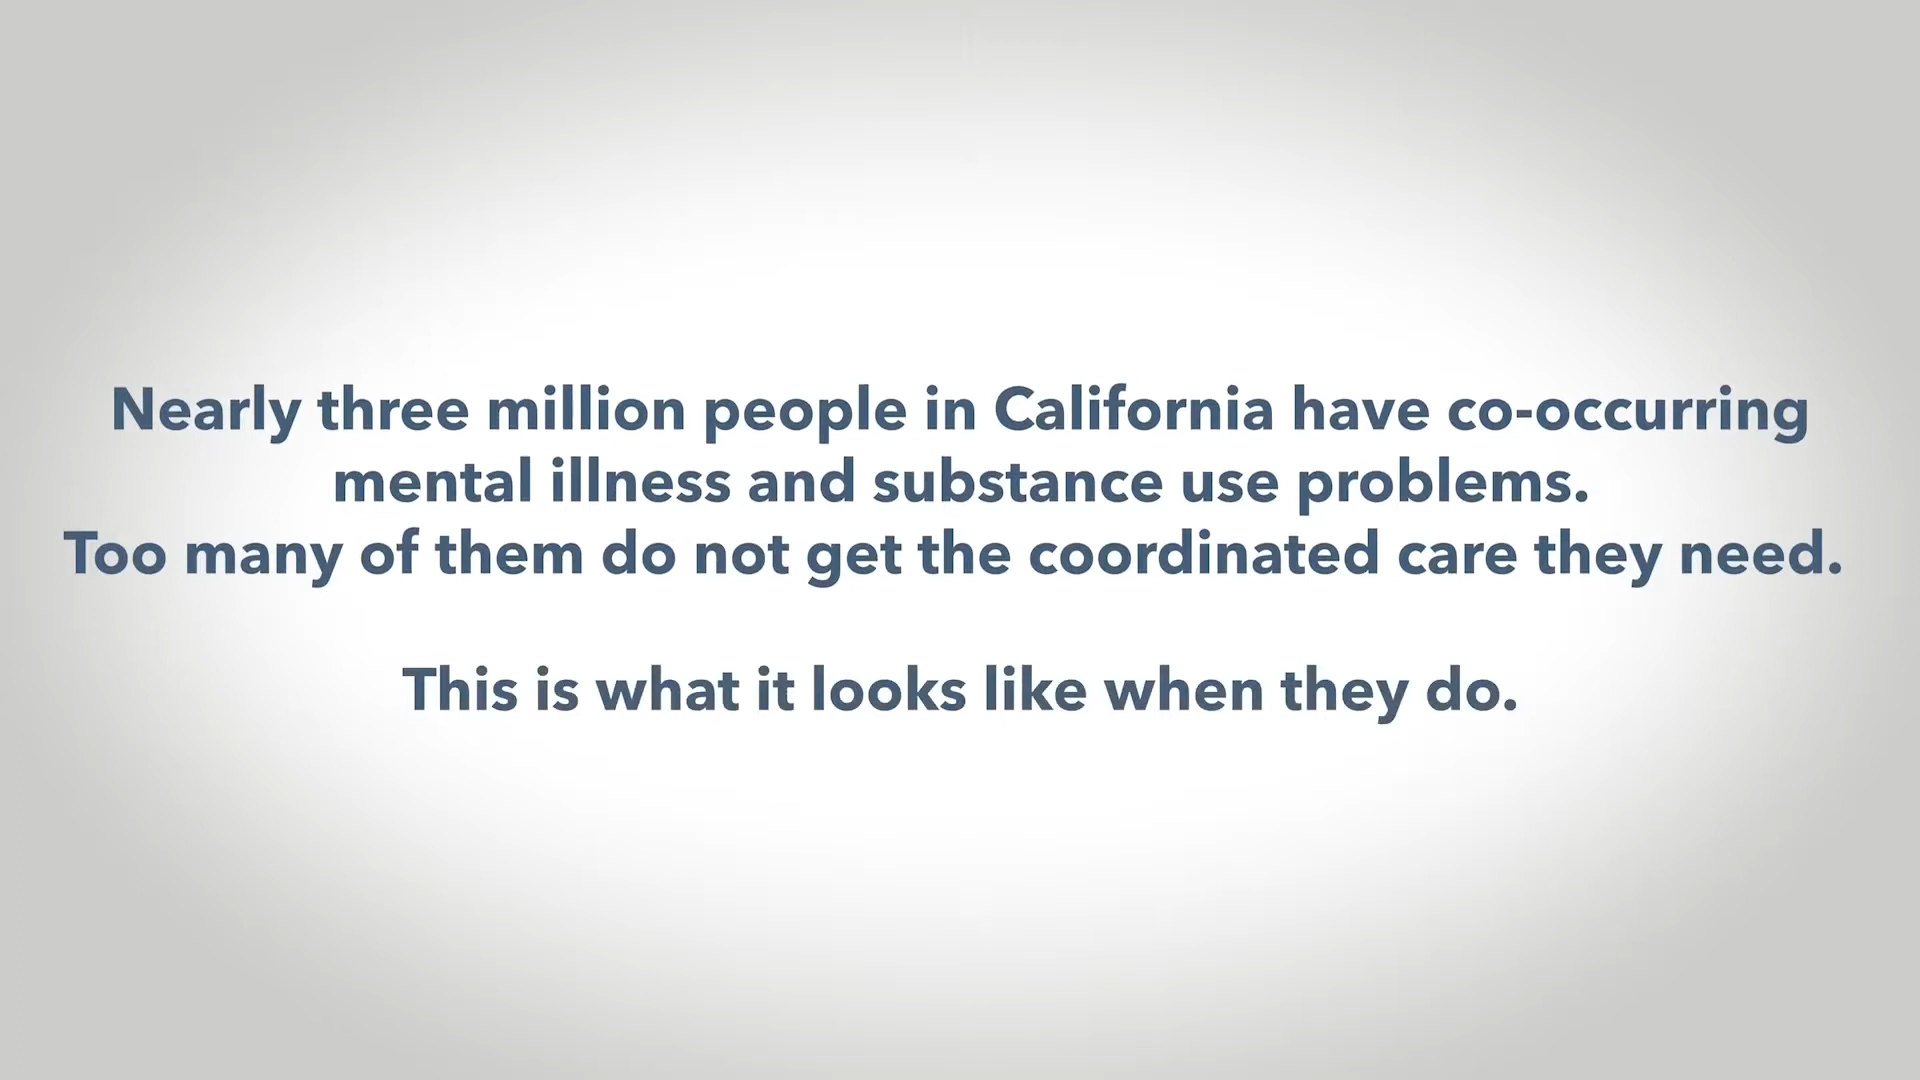 Nearly three million people in California have co-occurring
mental illness and substance use problems.
Too many of them do not get the coordinated care they need.
This is what it looks like when they do.